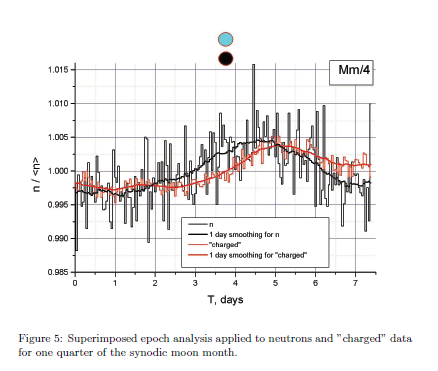 Mm/4
1.015
1.010
1.005
1.000
0.995
0.990
0.985
n / <n>
n
1 day smoothing for n
"charged"
1 day smoothing for "charged"
0 1 2 3 4 5 6 7
T, days
Figure 5: Superimposed epoch analysis applied to neutrons and ”charged” data
for one quarter of the synodic moon month.